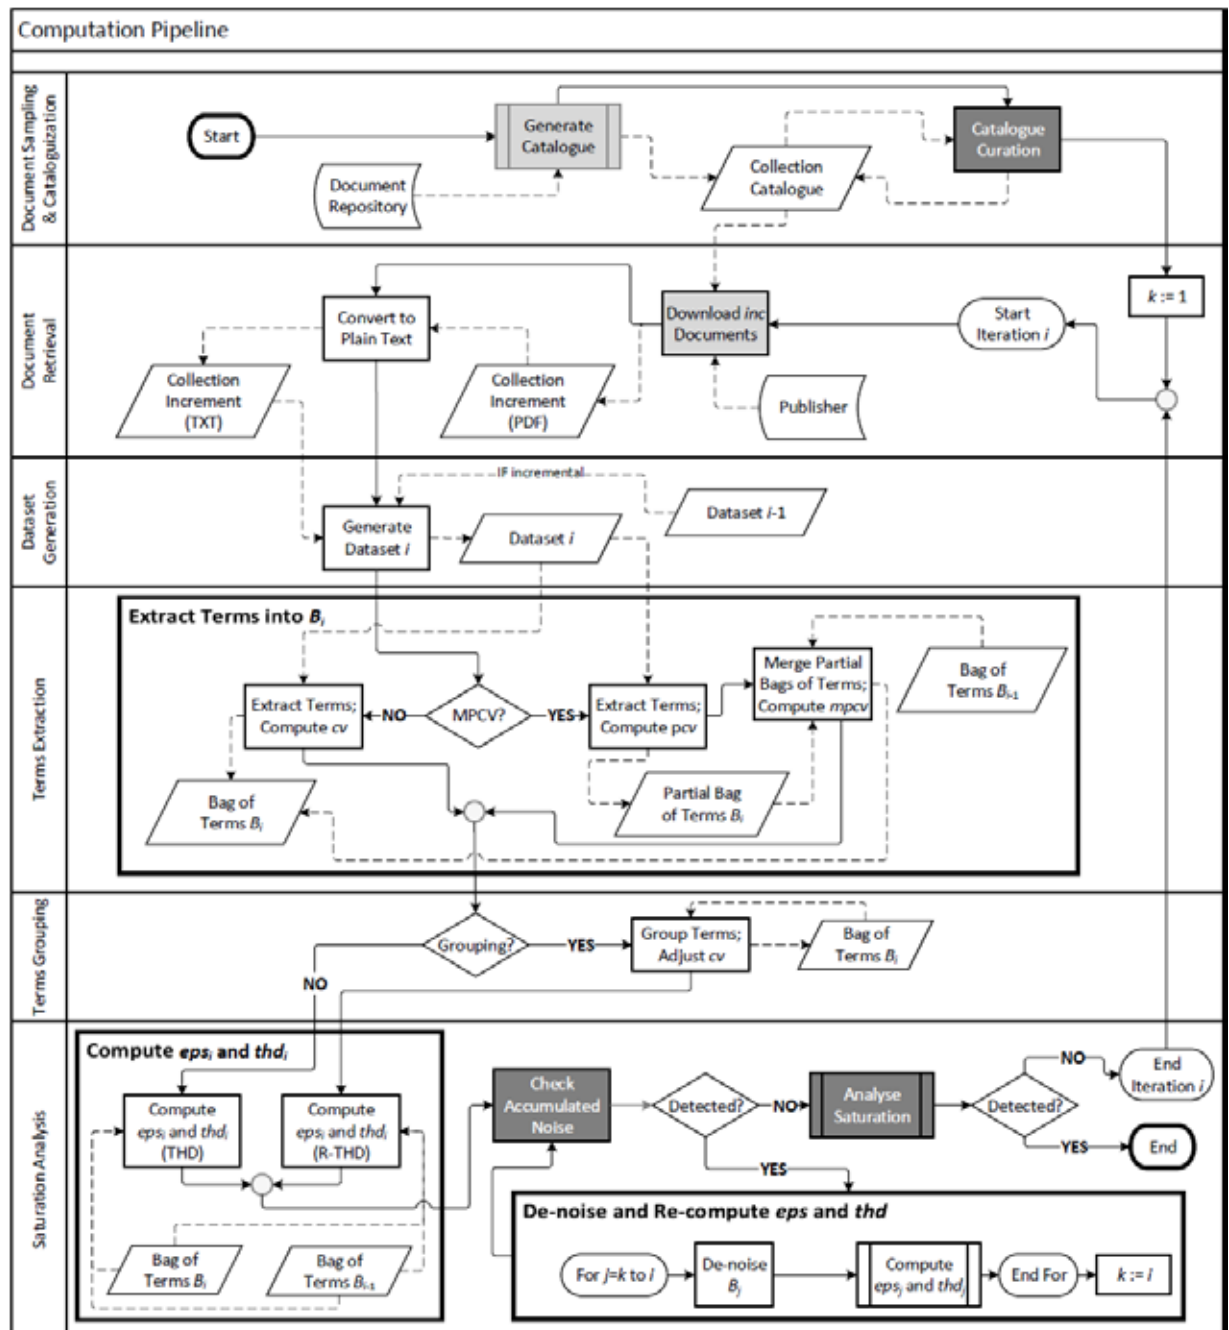 Computation Pipeline
Document Sampling
& Cataloguization
Start
Generate
Catalogue
Catalogue
Curation
Document
Repository
Collection
Catalogue
Document
Retrieval
Convert to
Plain Text
Download inc
Documents
Start
Iteration i
k := 1
Collection
Increment
(TXT)
Collection
Increment
(PDF)
Publisher
Dataset
Generation
IF incremental
Generate
Dataset i
Dataset i
Dataset i-1
Terms Extraction
Extract Terms into Bi
Extract Terms;
Compute cv
NO
MPCV?
YES
Extract Terms;
Compute pcv
Merge Partial
Bags of Terms;
Compute mpcv
Bag of
Terms Bi-1
Bag of
Terms Bi
Partial Bag
of Terms Bi
Terms Grouping
Grouping?
YES
NO
Group Terms;
Adjust cv
Bag of
Terms Bi
Saturation Analysis
Compute epsi and thdi
Compute
epsi and thdi
(THD)
Compute
epsi and thdi
(R-THD)
Bag of
Terms Bi
Bag of
Terms Bi-1
Check
Accumulated
Noise
Detected?
NO
YES
Analyse
Saturation
Detected?
NO
YES
End
Iteration i
End
De-noise and Re-compute eps and thd
For j=k to i
De-noise
Bj
Compute
epsj and thdj
End For
k := i